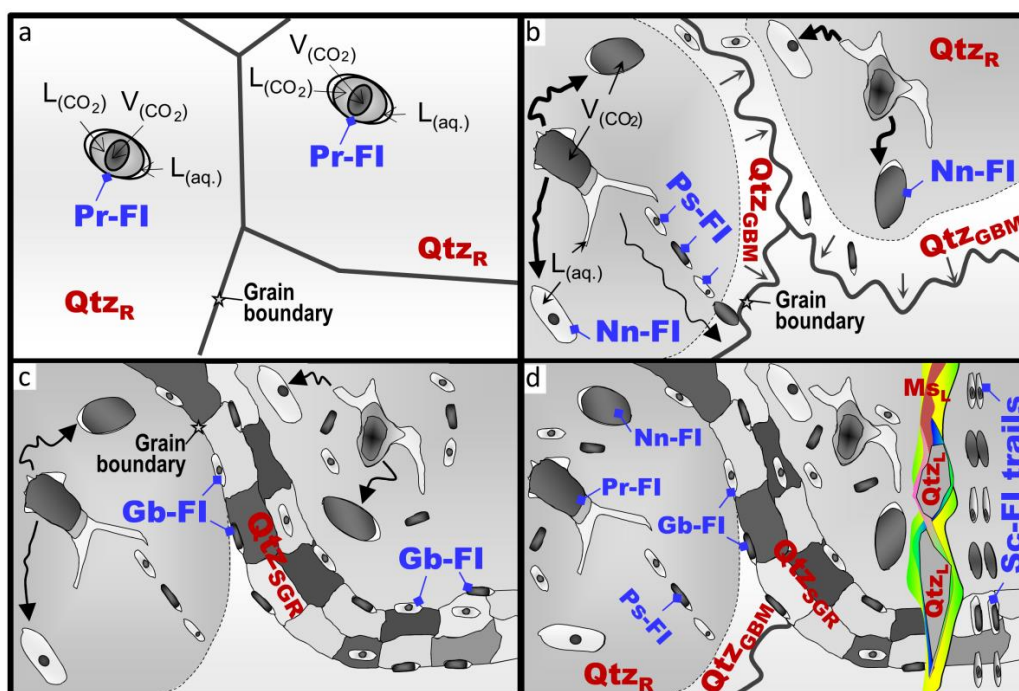 a
V(CO₂)
L(CO₂)
V(CO₂)
L(CO₂)
L(aq.)
Pr-FI
L(aq.)
Pr-FI
QtzR
QtzR
Grain
boundary
b
QtzR
V(CO₂)
Nn-FI
Ps-FI
QtzGBM
QtzGBM
L(aq.)
Nn-FI
Grain
boundary
c
Grain
boundary
Gb-FI
QtzSGR
Gb-FI
d
MsL
Nn-FI
QtzL
Sc-FI trails
Pr-FI
Gb-FI
QtzSGR
QtzL
Ps-FI
QtzGBM
QtzR